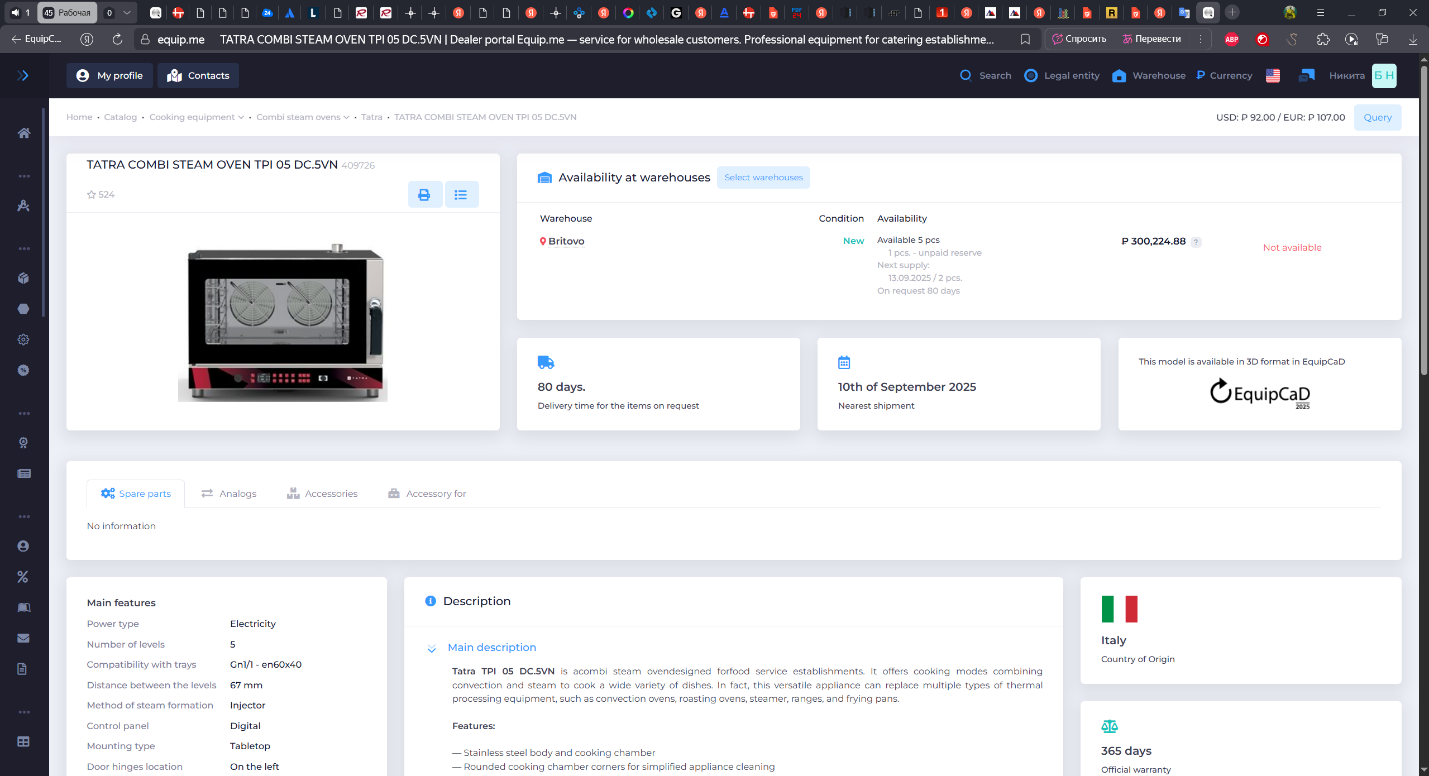 1
45 Рабочая
0
EquipC...
equip.me
TATRA COMBI STEAM OVEN TPI 05 DC.5VN | Dealer portal Equip.me — service for wholesale customers. Professional equipment for catering establishme...
Спросить
Перевести
ABP
My profile
Contacts
Search
Legal entity
Warehouse
₽ Currency
Никита
Б Н
Home • Catalog • Cooking equipment • Combi steam ovens • Tatra • TATRA COMBI STEAM OVEN TPI 05 DC.5VN
USD: ₽ 92.00 / EUR: ₽ 107.00
Query
TATRA COMBI STEAM OVEN TPI 05 DC.5VN 409726
524
Availability at warehouses
Select warehouses
Warehouse
Condition
Availability
Britovo
New
Available 5 pcs
1 pcs. - unpaid reserve
Next supply:
13.09.2025 / 2 pcs.
On request 80 days
₽ 300,224.88 ?
Not available
80 days.
Delivery time for the items on request
10th of September 2025
Nearest shipment
This model is available in 3D format in EquipCaD
EquipCaD
2025
Spare parts
Analogs
Accessories
Accessory for
No information
Main features
Power type Electricity
Number of levels 5
Compatibility with trays Gn1/1 - en60x40
Distance between the levels 67 mm
Method of steam formation Injector
Control panel Digital
Mounting type Tabletop
Door hinges location On the left
Description
Main description
Tatra TPI 05 DC.5VN is acombi steam ovendesigned forfood service establishments. It offers cooking modes combining
convection and steam to cook a wide variety of dishes. In fact, this versatile appliance can replace multiple types of thermal
processing equipment, such as convection ovens, roasting ovens, steamer, ranges, and frying pans.
Features:
— Stainless steel body and cooking chamber
— Rounded cooking chamber corners for simplified appliance cleaning
Italy
Country of Origin
365 days
Official warranty